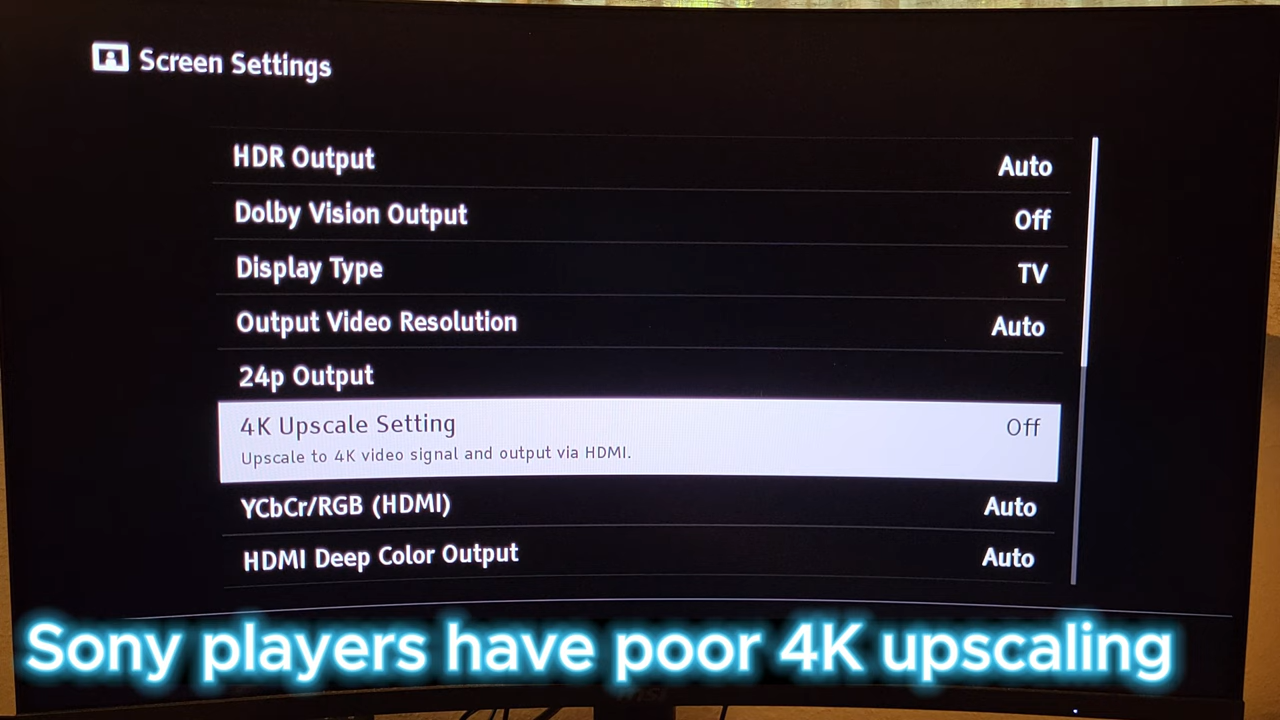 Screen Settings
HDR Output Auto
Dolby Vision Output Off
Display Type TV
Output Video Resolution Auto
24p Output
4K Upscale Setting Off
Upscale to 4K video signal and output via HDMI.
YCbCr/RGB (HDMI) Auto
HDMI Deep Color Output Auto
Sony players have poor 4K upscaling
msi